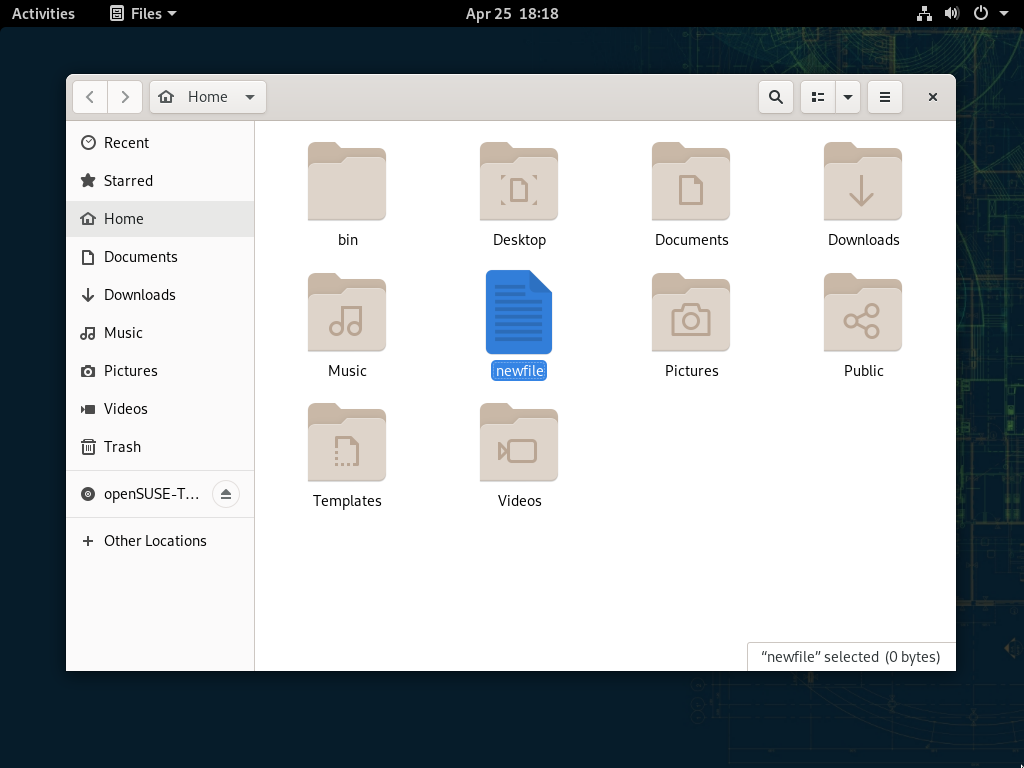 Activities Files Apr 25 18:18
Home
Recent
Starred
Home
Documents
Downloads
Music
Pictures
Videos
Trash
openSUSE-T...
Other Locations
bin Desktop Documents Downloads
Music newfile Pictures Public
Templates Videos
“newfile” selected (0 bytes)